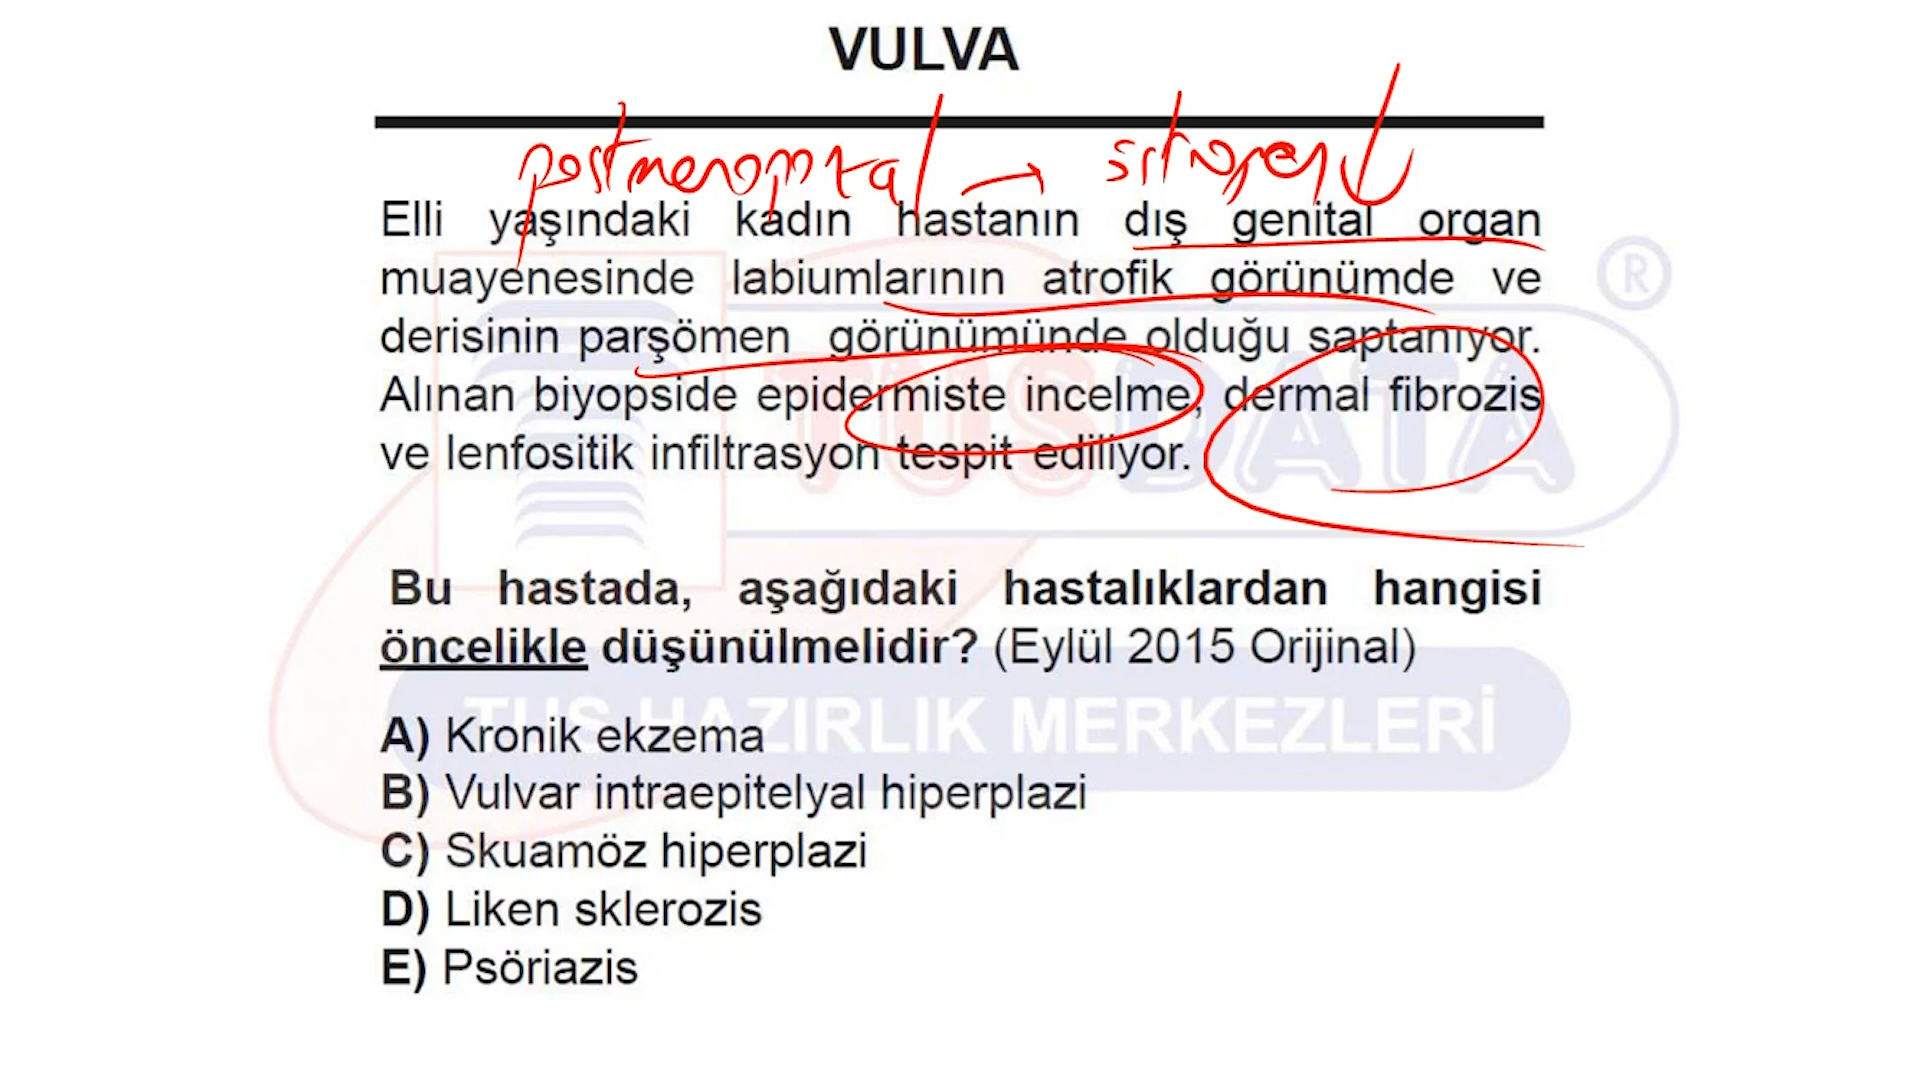 VULVA
postmenopozal → östrojen ↓
Elli yaşındaki kadın hastanın dış genital organ
muayenesinde labiumlarının atrofik görünümde ve
derisinin parşömen görünümünde olduğu saptanıyor.
Alınan biyopside epidermiste incelme, dermal fibrozis
ve lenfositik infiltrasyon tespit ediliyor.
TUSDATA ®
Bu hastada, aşağıdaki hastalıklardan hangisi
öncelikle düşünülmelidir? (Eylül 2015 Orijinal)
TUS HAZIRLIK MERKEZLERİ
A) Kronik ekzema
B) Vulvar intraepitelyal hiperplazi
C) Skuamöz hiperplazi
D) Liken sklerozis
E) Psöriazis